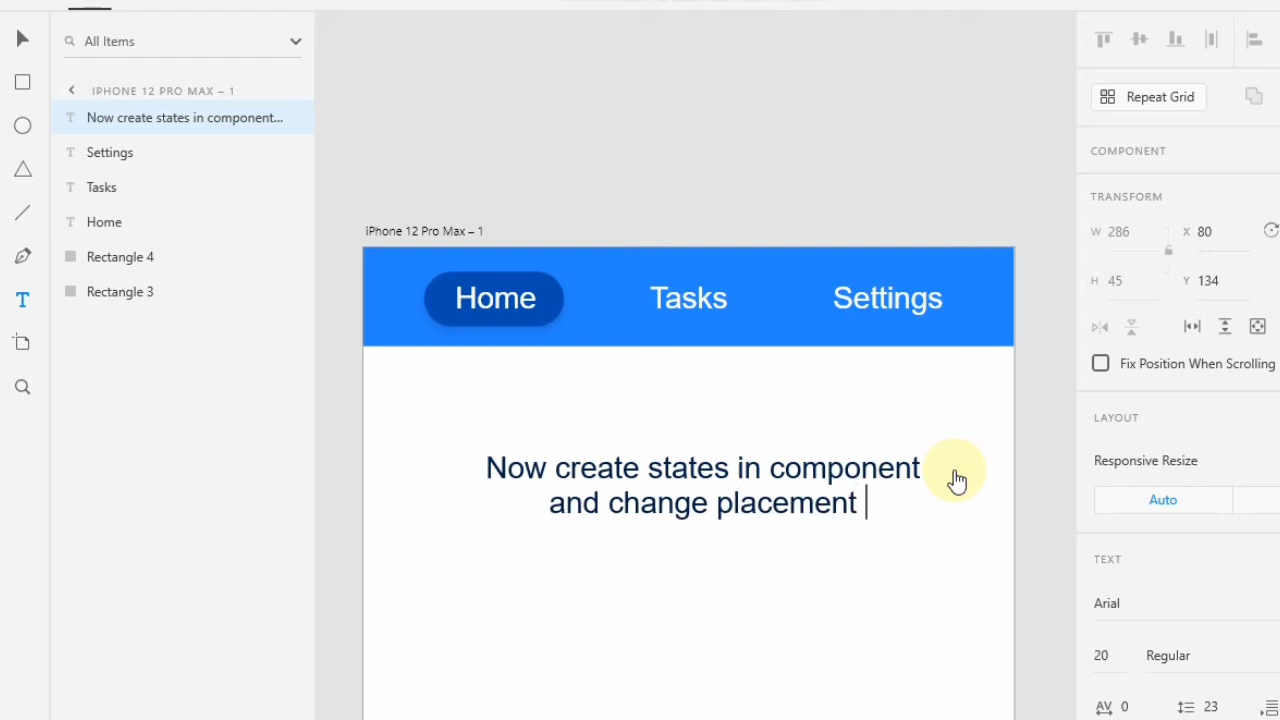 All Items
IPHONE 12 PRO MAX – 1
T Now create states in component...
T Settings
T Tasks
T Home
Rectangle 4
Rectangle 3
T
iPhone 12 Pro Max – 1
Home Tasks Settings
Now create states in component
and change placement
Repeat Grid
COMPONENT
TRANSFORM
W 286 X 80
H 45 Y 134
Fix Position When Scrolling
LAYOUT
Responsive Resize
Auto
TEXT
Arial
20 Regular
AV 0 23